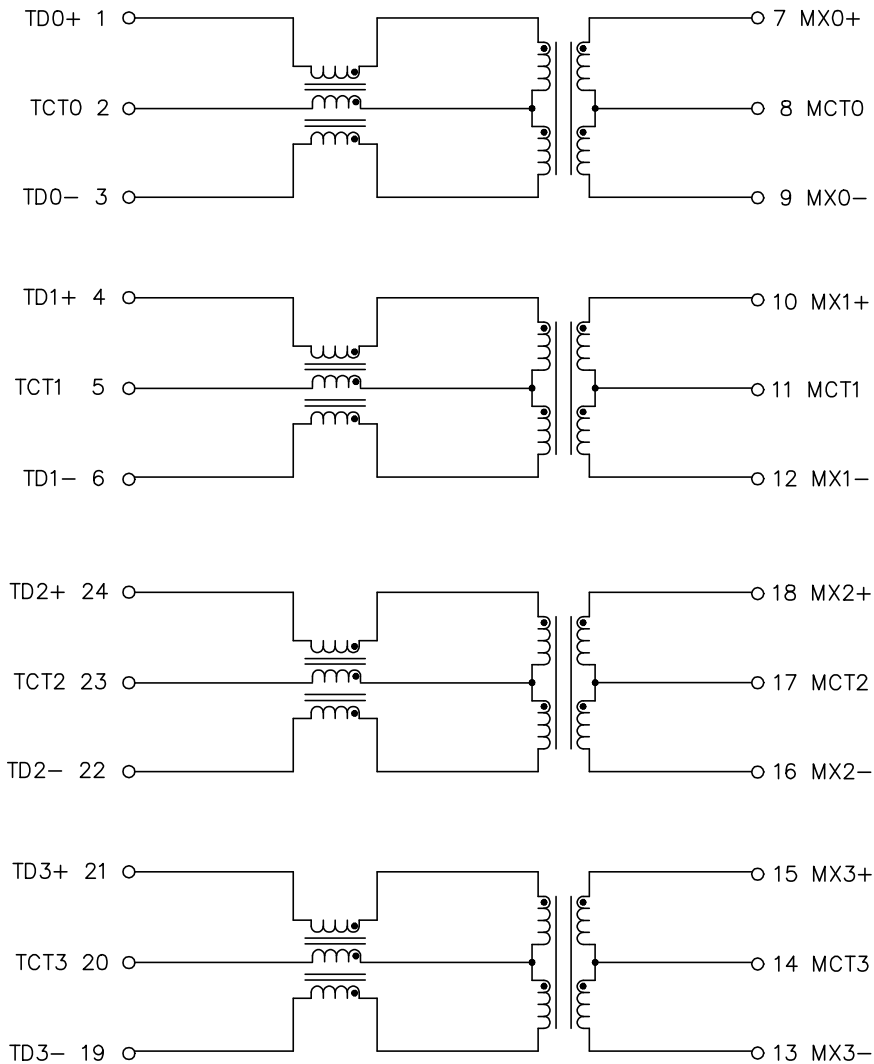 TD0+ 1 7 MX0+
TCT0 2 8 MCT0
TD0- 3 9 MX0-
TD1+ 4 10 MX1+
TCT1 5 11 MCT1
TD1- 6 12 MX1-
TD2+ 24 18 MX2+
TCT2 23 17 MCT2
TD2- 22 16 MX2-
TD3+ 21 15 MX3+
TCT3 20 14 MCT3
TD3- 19 13 MX3-